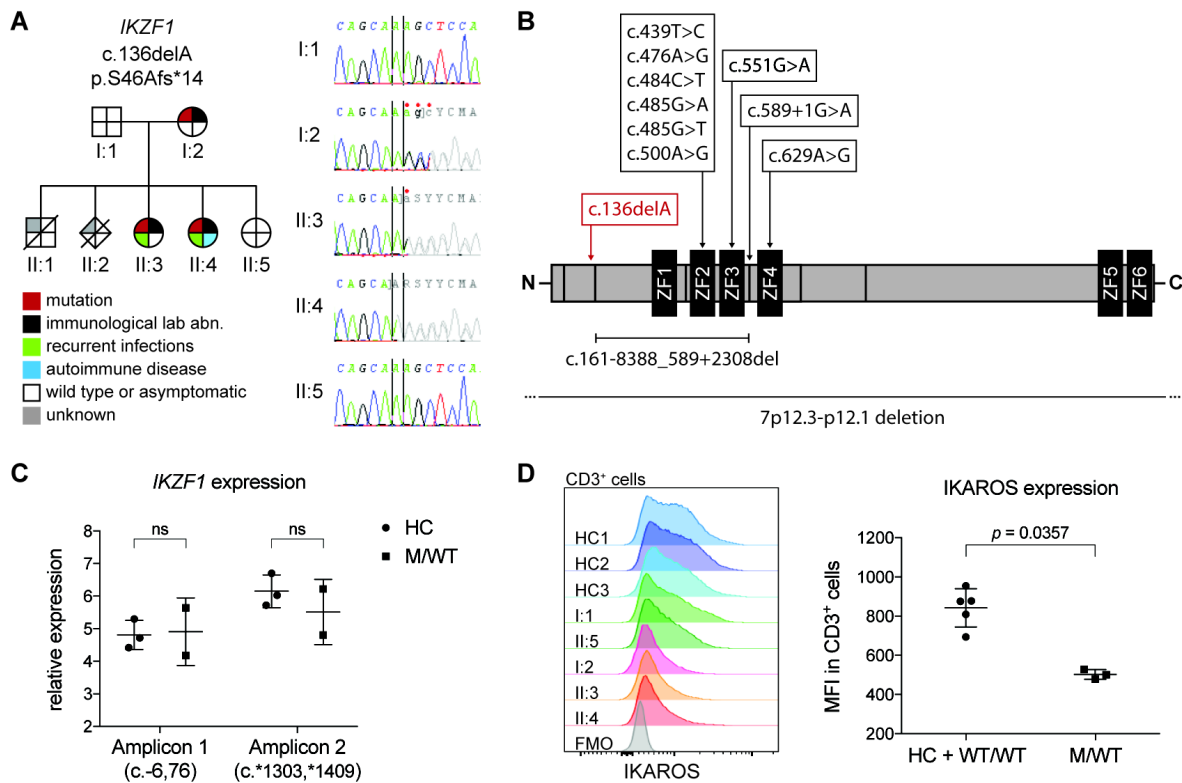 A
IKZF1
c.136delA
p.S46Afs*14
I:1
I:2
II:1
II:2
II:3
II:4
II:5
mutation
immunological lab abn.
recurrent infections
autoimmune disease
wild type or asymptomatic
unknown
I:1
C A G C A A A G C T C C A
I:2
C A G C A A a g c Y C M A
II:3
II:4
II:5
C A G C A A A G C T C C A
B
c.439T>C
c.476A>G
c.484C>T
c.485G>A
c.485G>T
c.500A>G
c.551G>A
c.589+1G>A
c.629A>G
c.136delA
N
ZF1
ZF2
ZF3
ZF4
ZF5
ZF6
C
c.161-8388_589+2308del
... ...
7p12.3-p12.1 deletion
C
IKZF1 expression
ns
ns
HC
M/WT
relative expression
8
7
6
5
4
3
2
Amplicon 1
(c.-6,76)
Amplicon 2
(c.*1303,*1409)
D
CD3+ cells
HC1
HC2
HC3
I:1
II:5
I:2
II:3
II:4
FMO
IKAROS
IKAROS expression
p = 0.0357
MFI in CD3+ cells
1200
1000
800
600
400
200
HC + WT/WT
M/WT